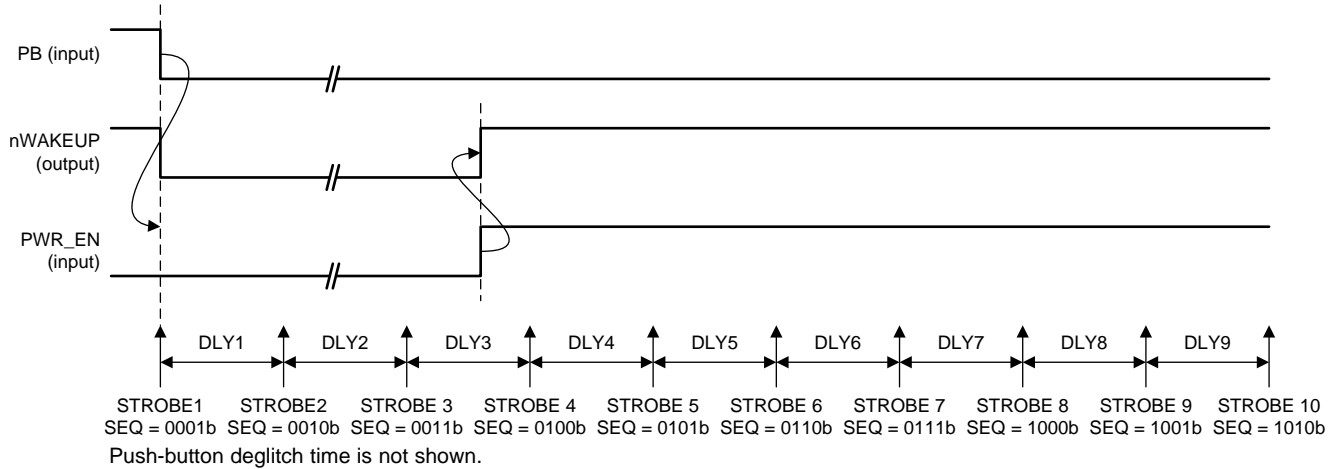 PB (input)
nWAKEUP
(output)
PWR_EN
(input)
DLY1 DLY2 DLY3 DLY4 DLY5 DLY6 DLY7 DLY8 DLY9
STROBE1 STROBE2 STROBE 3 STROBE 4 STROBE 5 STROBE 6 STROBE 7 STROBE 8 STROBE 9 STROBE 10
SEQ = 0001b SEQ = 0010b SEQ = 0011b SEQ = 0100b SEQ = 0101b SEQ = 0110b SEQ = 0111b SEQ = 1000b SEQ = 1001b SEQ = 1010b
Push-button deglitch time is not shown.